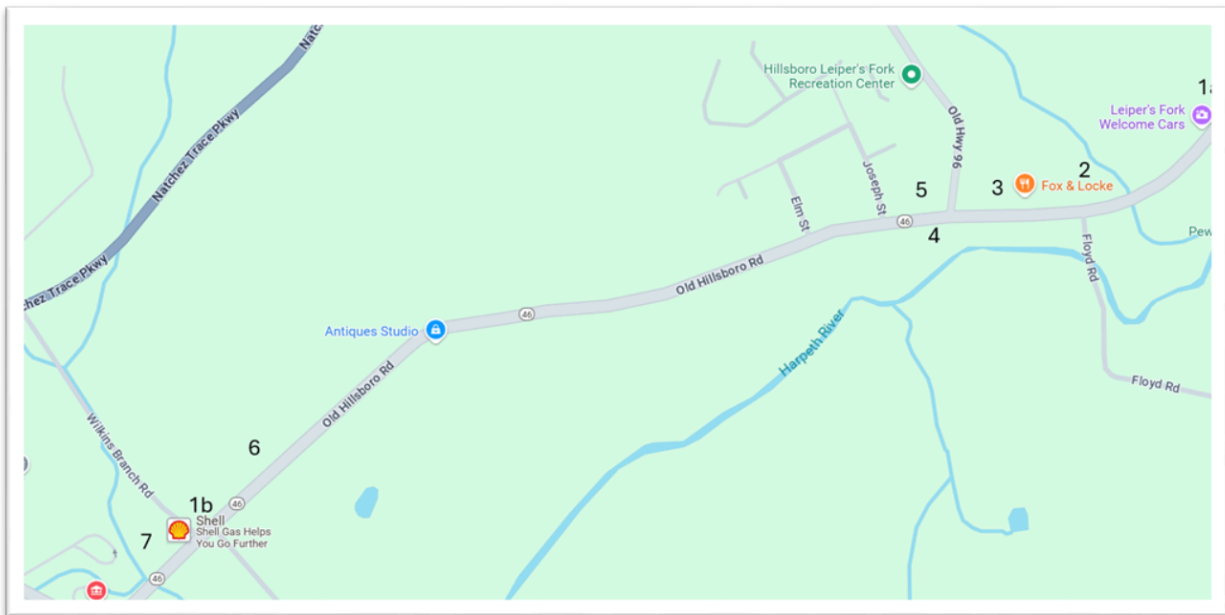 Natc
Natchez Trace Pkwy
chez Trace Pkwy
Hillsboro Leiper's Fork
Recreation Center
Old Hwy 96
1a
Leiper's Fork
Welcome Cars
2
3
Fox & Locke
5
Joseph St
Elm St
46
4
Pew
Floyd Rd
Old Hillsboro Rd
46
Antiques Studio
Harpeth River
Floyd Rd
Old Hillsboro Rd
Wilkins Branch Rd
6
1b
46
Shell
Shell Gas Helps
You Go Further
7
46